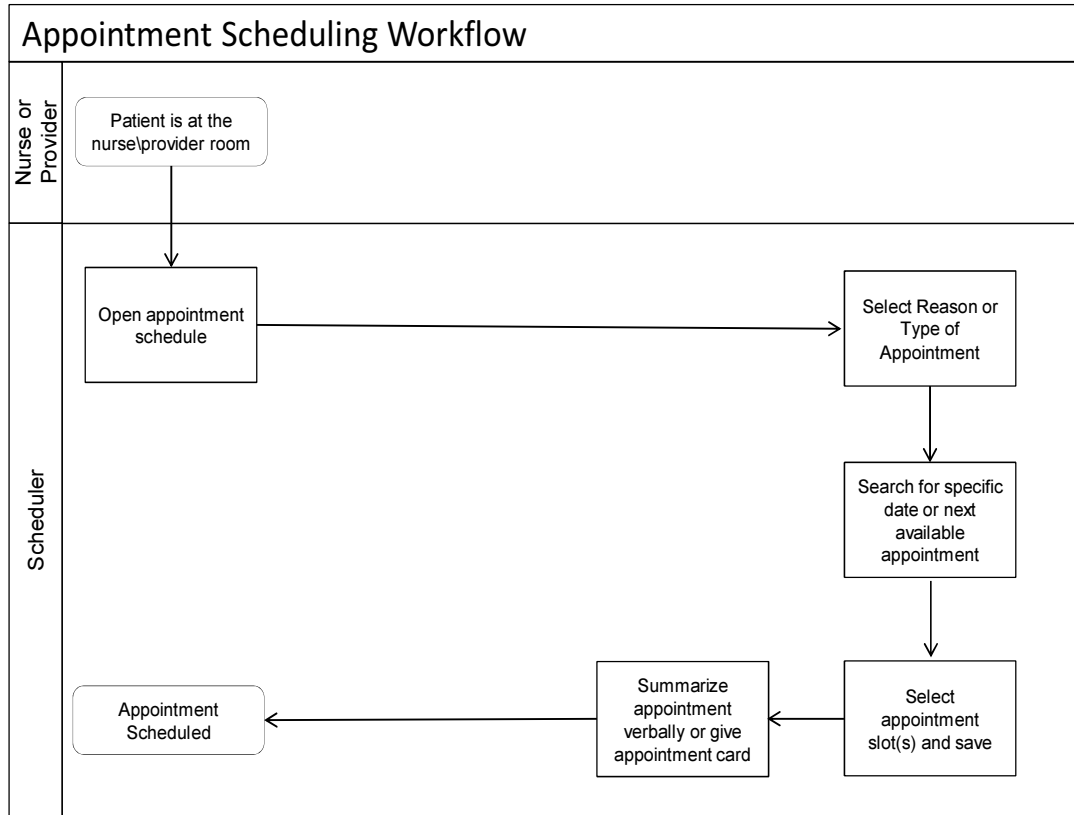 Appointment Scheduling Workflow
Nurse or
Provider
Patient is at the
nurse\provider room
Scheduler
Open appointment
schedule
Select Reason or
Type of
Appointment
Search for specific
date or next
available
appointment
Select
appointment
slot(s) and save
Summarize
appointment
verbally or give
appointment card
Appointment
Scheduled